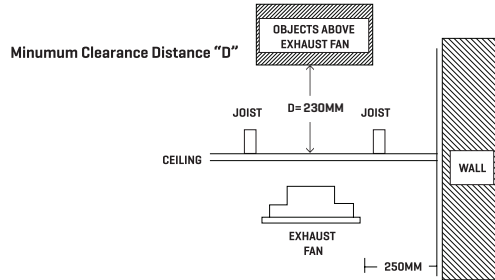 OBJECTS ABOVE
EXHAUST FAN
Minumum Clearance Distance “D”
D=230MM
JOIST
JOIST
CEILING
WALL
EXHAUST
FAN
250MM